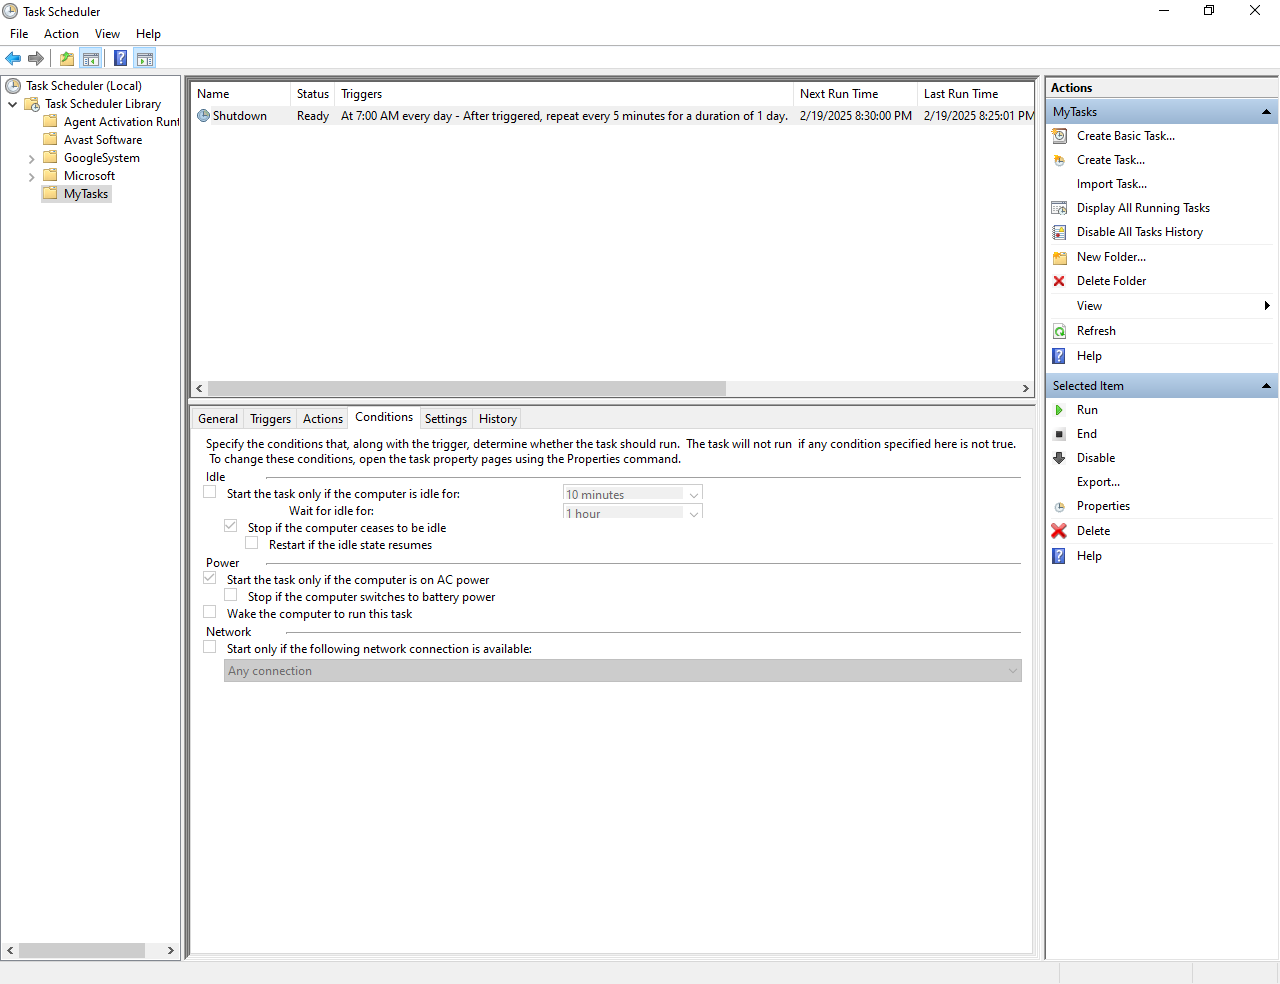 Task Scheduler
File Action View Help
Task Scheduler (Local)
Task Scheduler Library
Agent Activation Runt
Avast Software
GoogleSystem
Microsoft
MyTasks
Name Status Triggers Next Run Time Last Run Time
Shutdown Ready At 7:00 AM every day - After triggered, repeat every 5 minutes for a duration of 1 day. 2/19/2025 8:30:00 PM 2/19/2025 8:25:01 PM
General Triggers Actions Conditions Settings History
Specify the conditions that, along with the trigger, determine whether the task should run. The task will not run if any condition specified here is not true.
To change these conditions, open the task property pages using the Properties command.
Idle
Start the task only if the computer is idle for: 10 minutes
Wait for idle for: 1 hour
Stop if the computer ceases to be idle
Restart if the idle state resumes
Power
Start the task only if the computer is on AC power
Stop if the computer switches to battery power
Wake the computer to run this task
Network
Start only if the following network connection is available:
Any connection
Actions
MyTasks
Create Basic Task...
Create Task...
Import Task...
Display All Running Tasks
Disable All Tasks History
New Folder...
Delete Folder
View
Refresh
Help
Selected Item
Run
End
Disable
Export...
Properties
Delete
Help